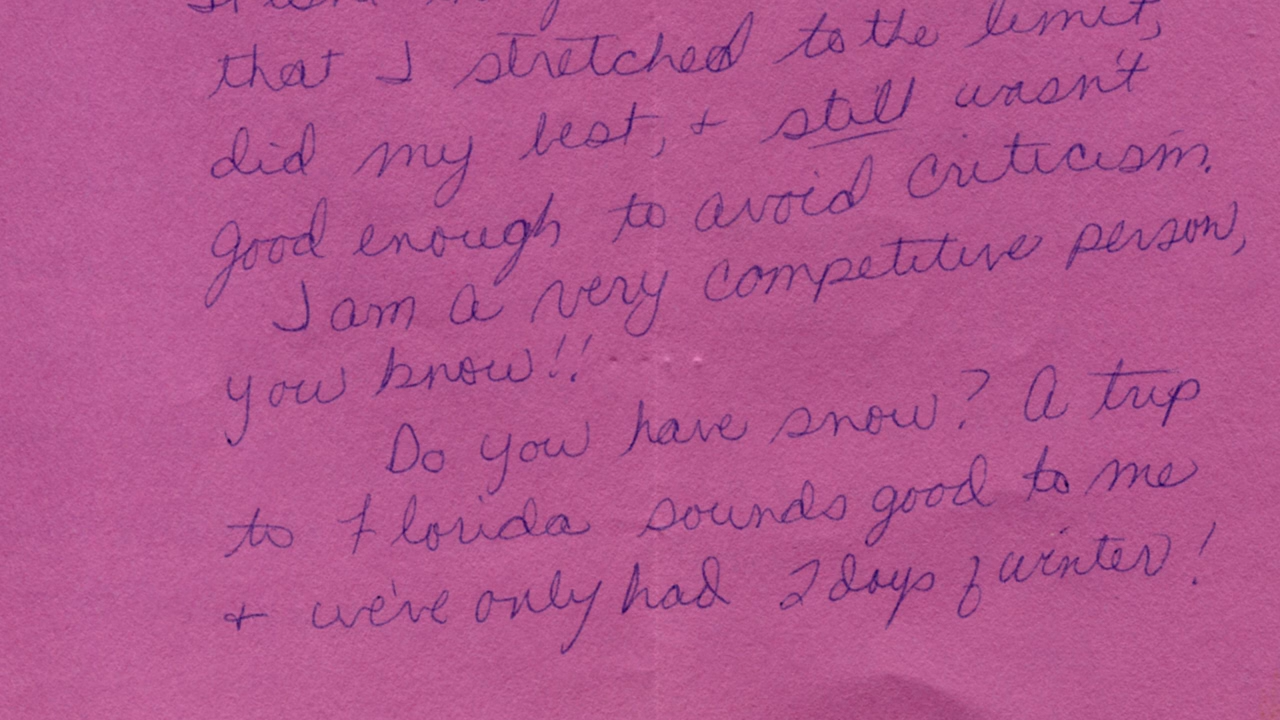 that I stretched to the limit,
did my best, + still wasn't
good enough to avoid criticism.
I am a very competitive person,
you know!!
Do you have snow? A trip
to Florida sounds good to me
+ we've only had 2 days of winter!